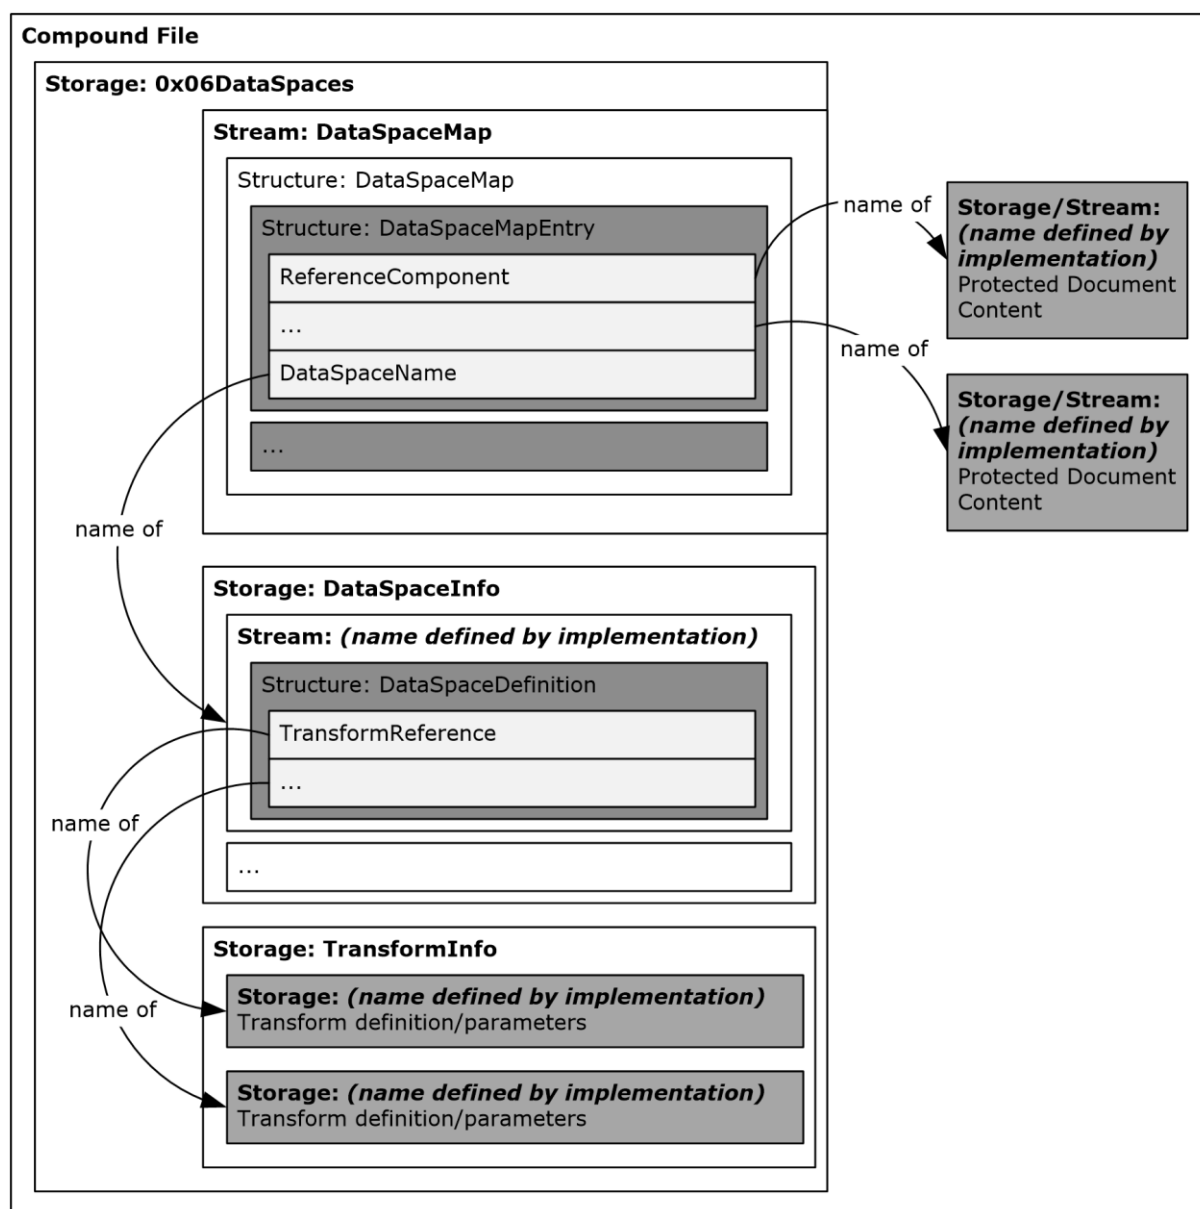 Compound File
Storage: 0x06DataSpaces
Stream: DataSpaceMap
Structure: DataSpaceMap
Structure: DataSpaceMapEntry
ReferenceComponent
...
DataSpaceName
...
name of
Storage/Stream:
(name defined by
implementation)
Protected Document
Content
name of
Storage/Stream:
(name defined by
implementation)
Protected Document
Content
name of
Storage: DataSpaceInfo
Stream: (name defined by implementation)
Structure: DataSpaceDefinition
TransformReference
...
...
name of
name of
Storage: TransformInfo
Storage: (name defined by implementation)
Transform definition/parameters
Storage: (name defined by implementation)
Transform definition/parameters